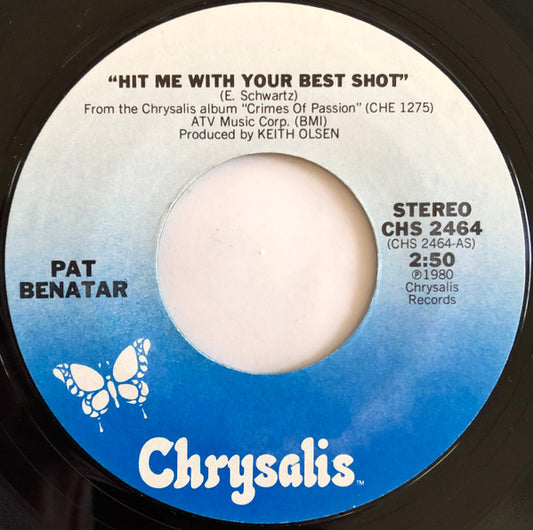 "HIT ME WITH YOUR BEST SHOT"
(E. Schwartz)
From the Chrysalis album "Crimes Of Passion" (CHE 1275)
ATV Music Corp. (BMI)
Produced by KEITH OLSEN
STEREO
CHS 2464
(CHS 2464-AS)
2:50
℗1980
Chrysalis
Records
PAT
BENATAR
Chrysalis™